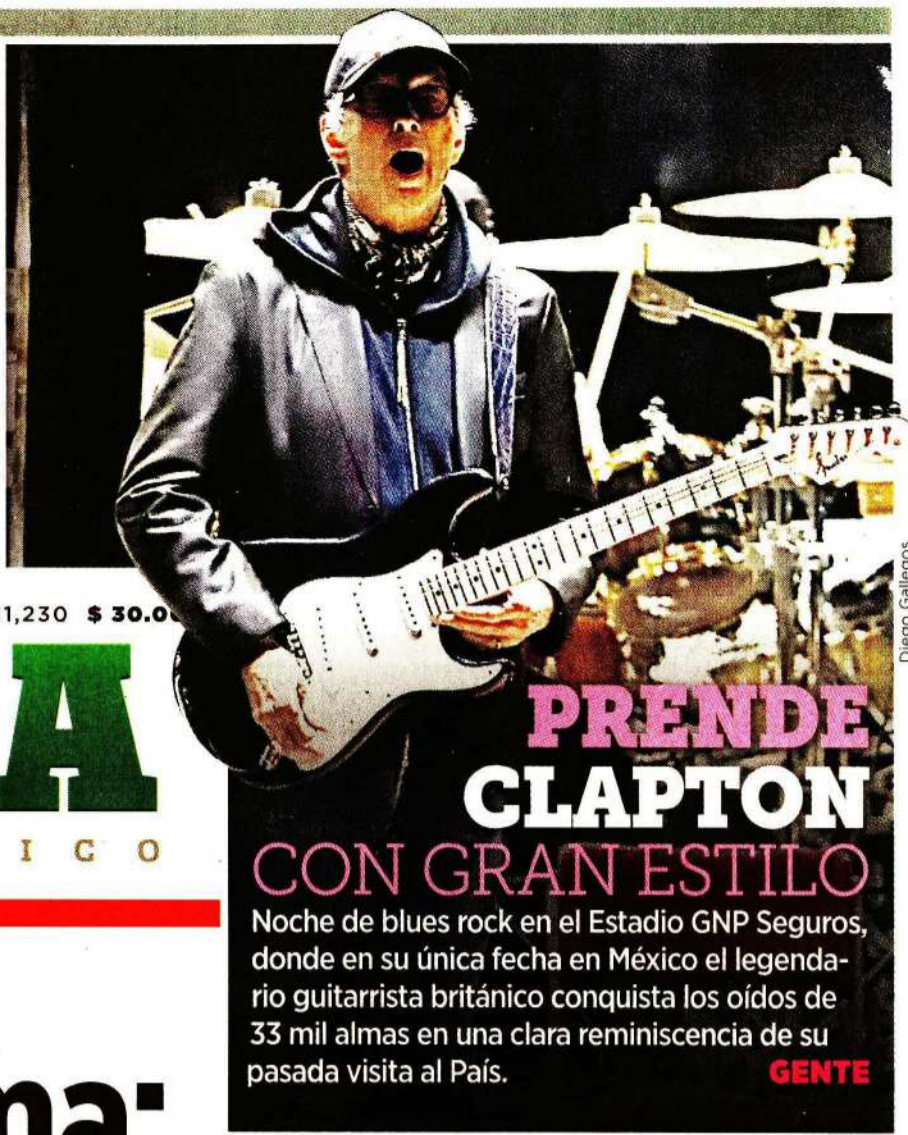 11,230 $ 30.0
A
I C O
Diego Gallegos
PRENDE
CLAPTON
CON GRAN ESTILO
Noche de blues rock en el Estadio GNP Seguros,
donde en su única fecha en México el legenda-
rio guitarrista británico conquista los oídos de
33 mil almas en una clara reminiscencia de su
pasada visita al País.
GENTE
ma: